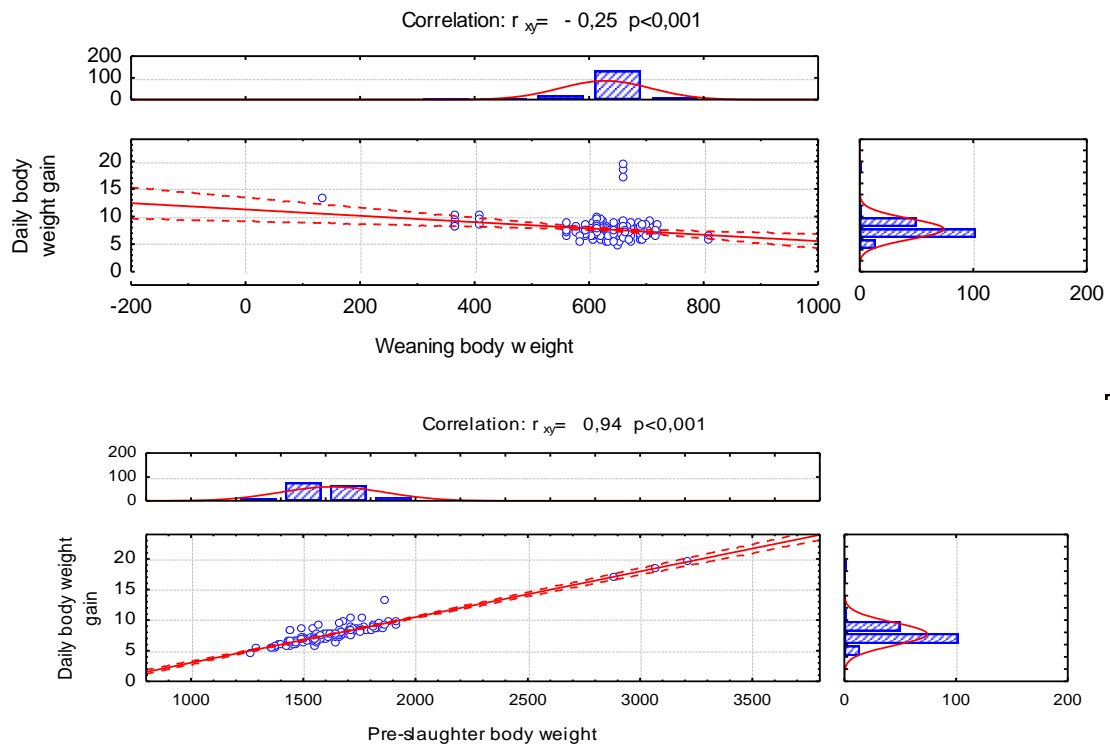 Correlation: r xy= - 0,25 p<0,001
200
100
0
Daily body
weight gain
20
15
10
5
0
-200 0 200 400 600 800 1000
0 100 200
Weaning body weight
Correlation: r xy= 0,94 p<0,001
200
100
0
Daily body weight
gain
20
15
10
5
0
1000 1500 2000 2500 3000 3500
0 100 200
Pre-slaughter body weight